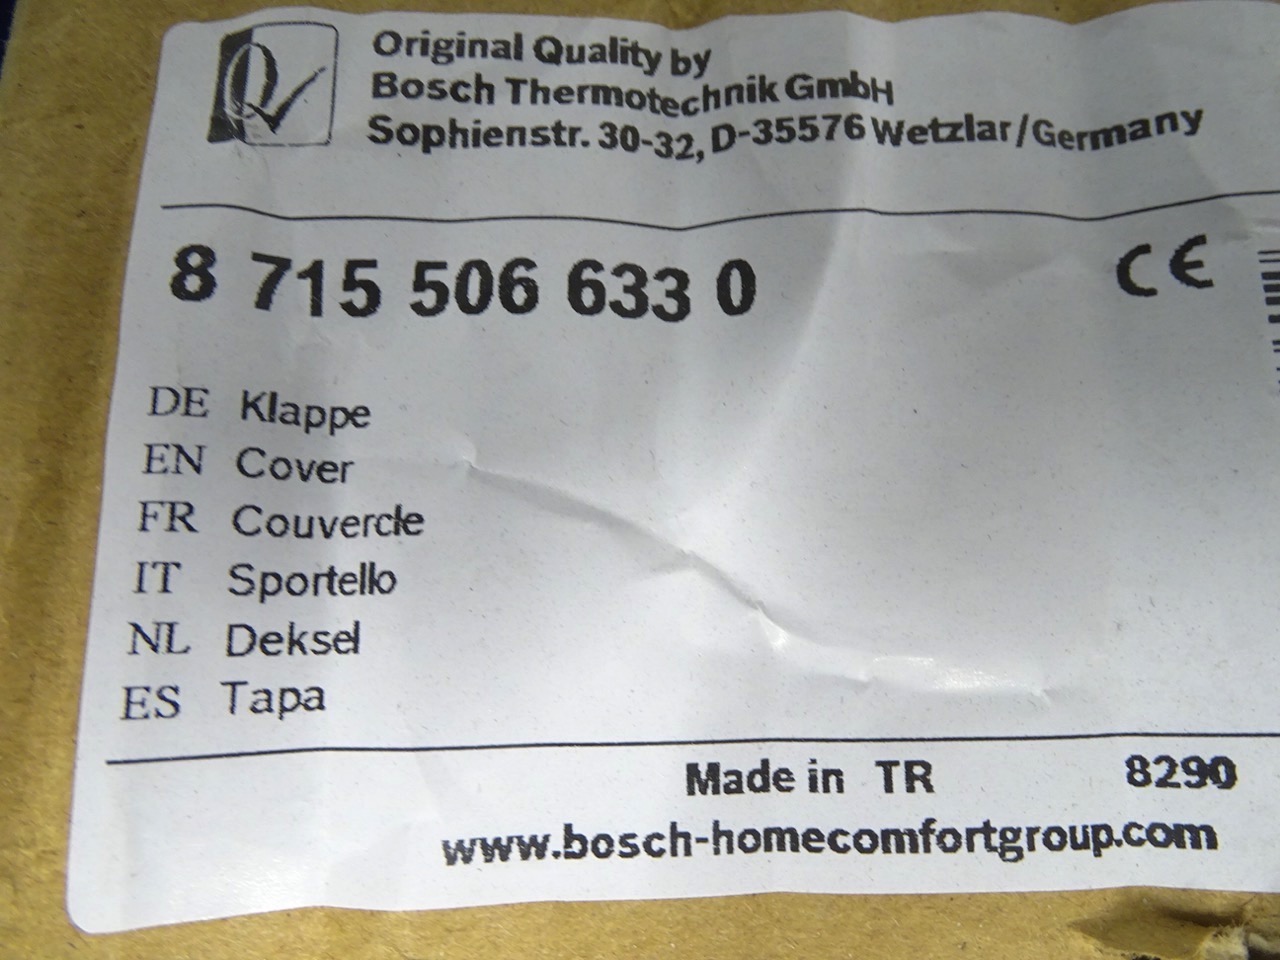 Original Quality by
Bosch Thermotechnik GmbH
Sophienstr. 30-32, D-35576 Wetzlar/Germany
8 715 506 633 0
CE
DE Klappe
EN Cover
FR Couvercle
IT Sportello
NL Deksel
ES Tapa
Made in TR 8290
www.bosch-homecomfortgroup.com